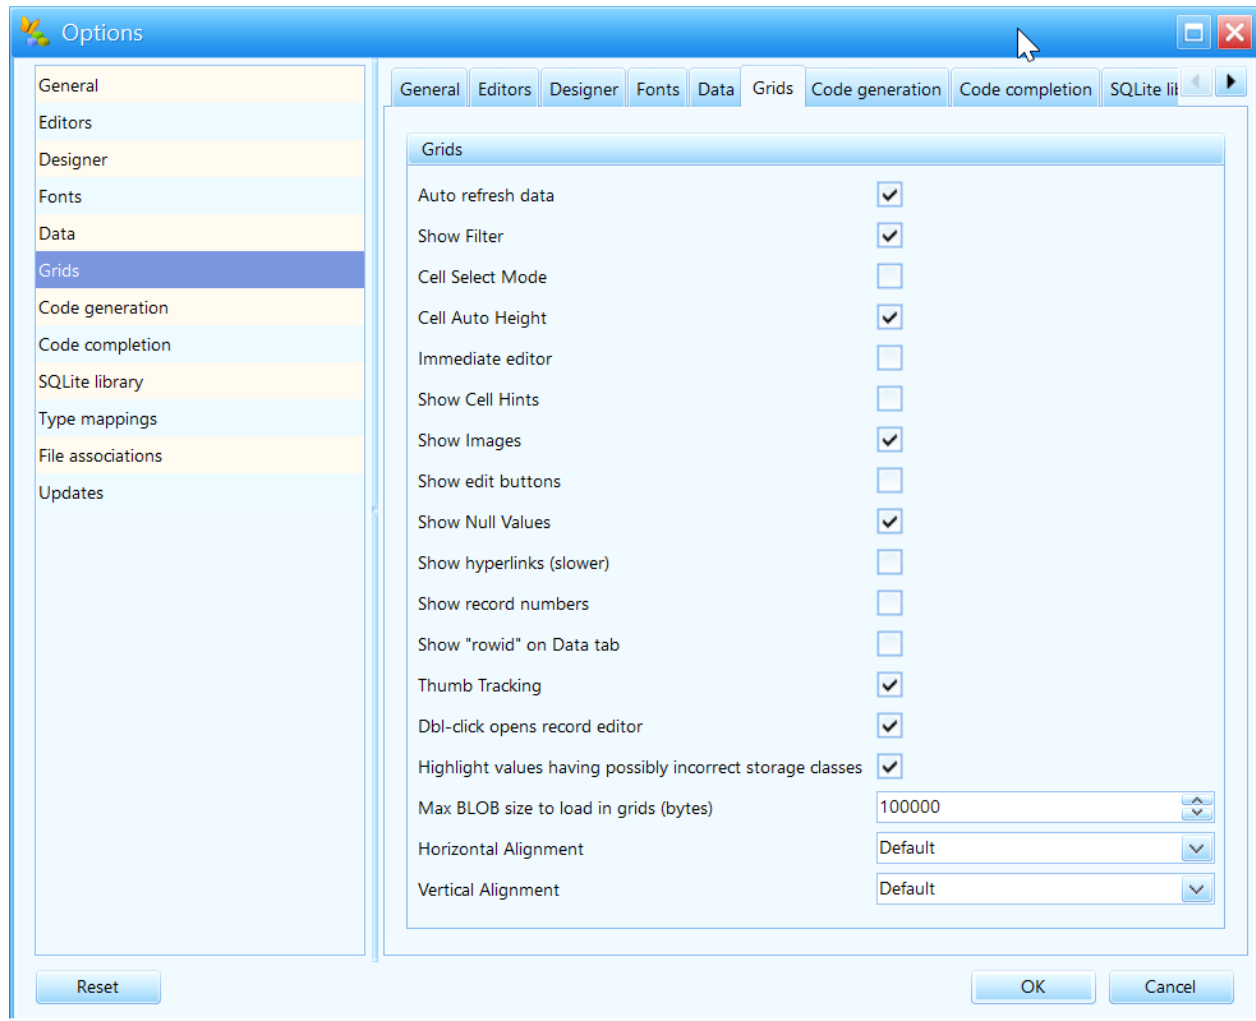 Options
General
Editors
Designer
Fonts
Data
Grids
Code generation
Code completion
SQLite library
Type mappings
File associations
Updates
General Editors Designer Fonts Data Grids Code generation Code completion SQLite lib
Grids
Auto refresh data
Show Filter
Cell Select Mode
Cell Auto Height
Immediate editor
Show Cell Hints
Show Images
Show edit buttons
Show Null Values
Show hyperlinks (slower)
Show record numbers
Show "rowid" on Data tab
Thumb Tracking
Dbl-click opens record editor
Highlight values having possibly incorrect storage classes
Max BLOB size to load in grids (bytes) 100000
Horizontal Alignment Default
Vertical Alignment Default
Reset OK Cancel